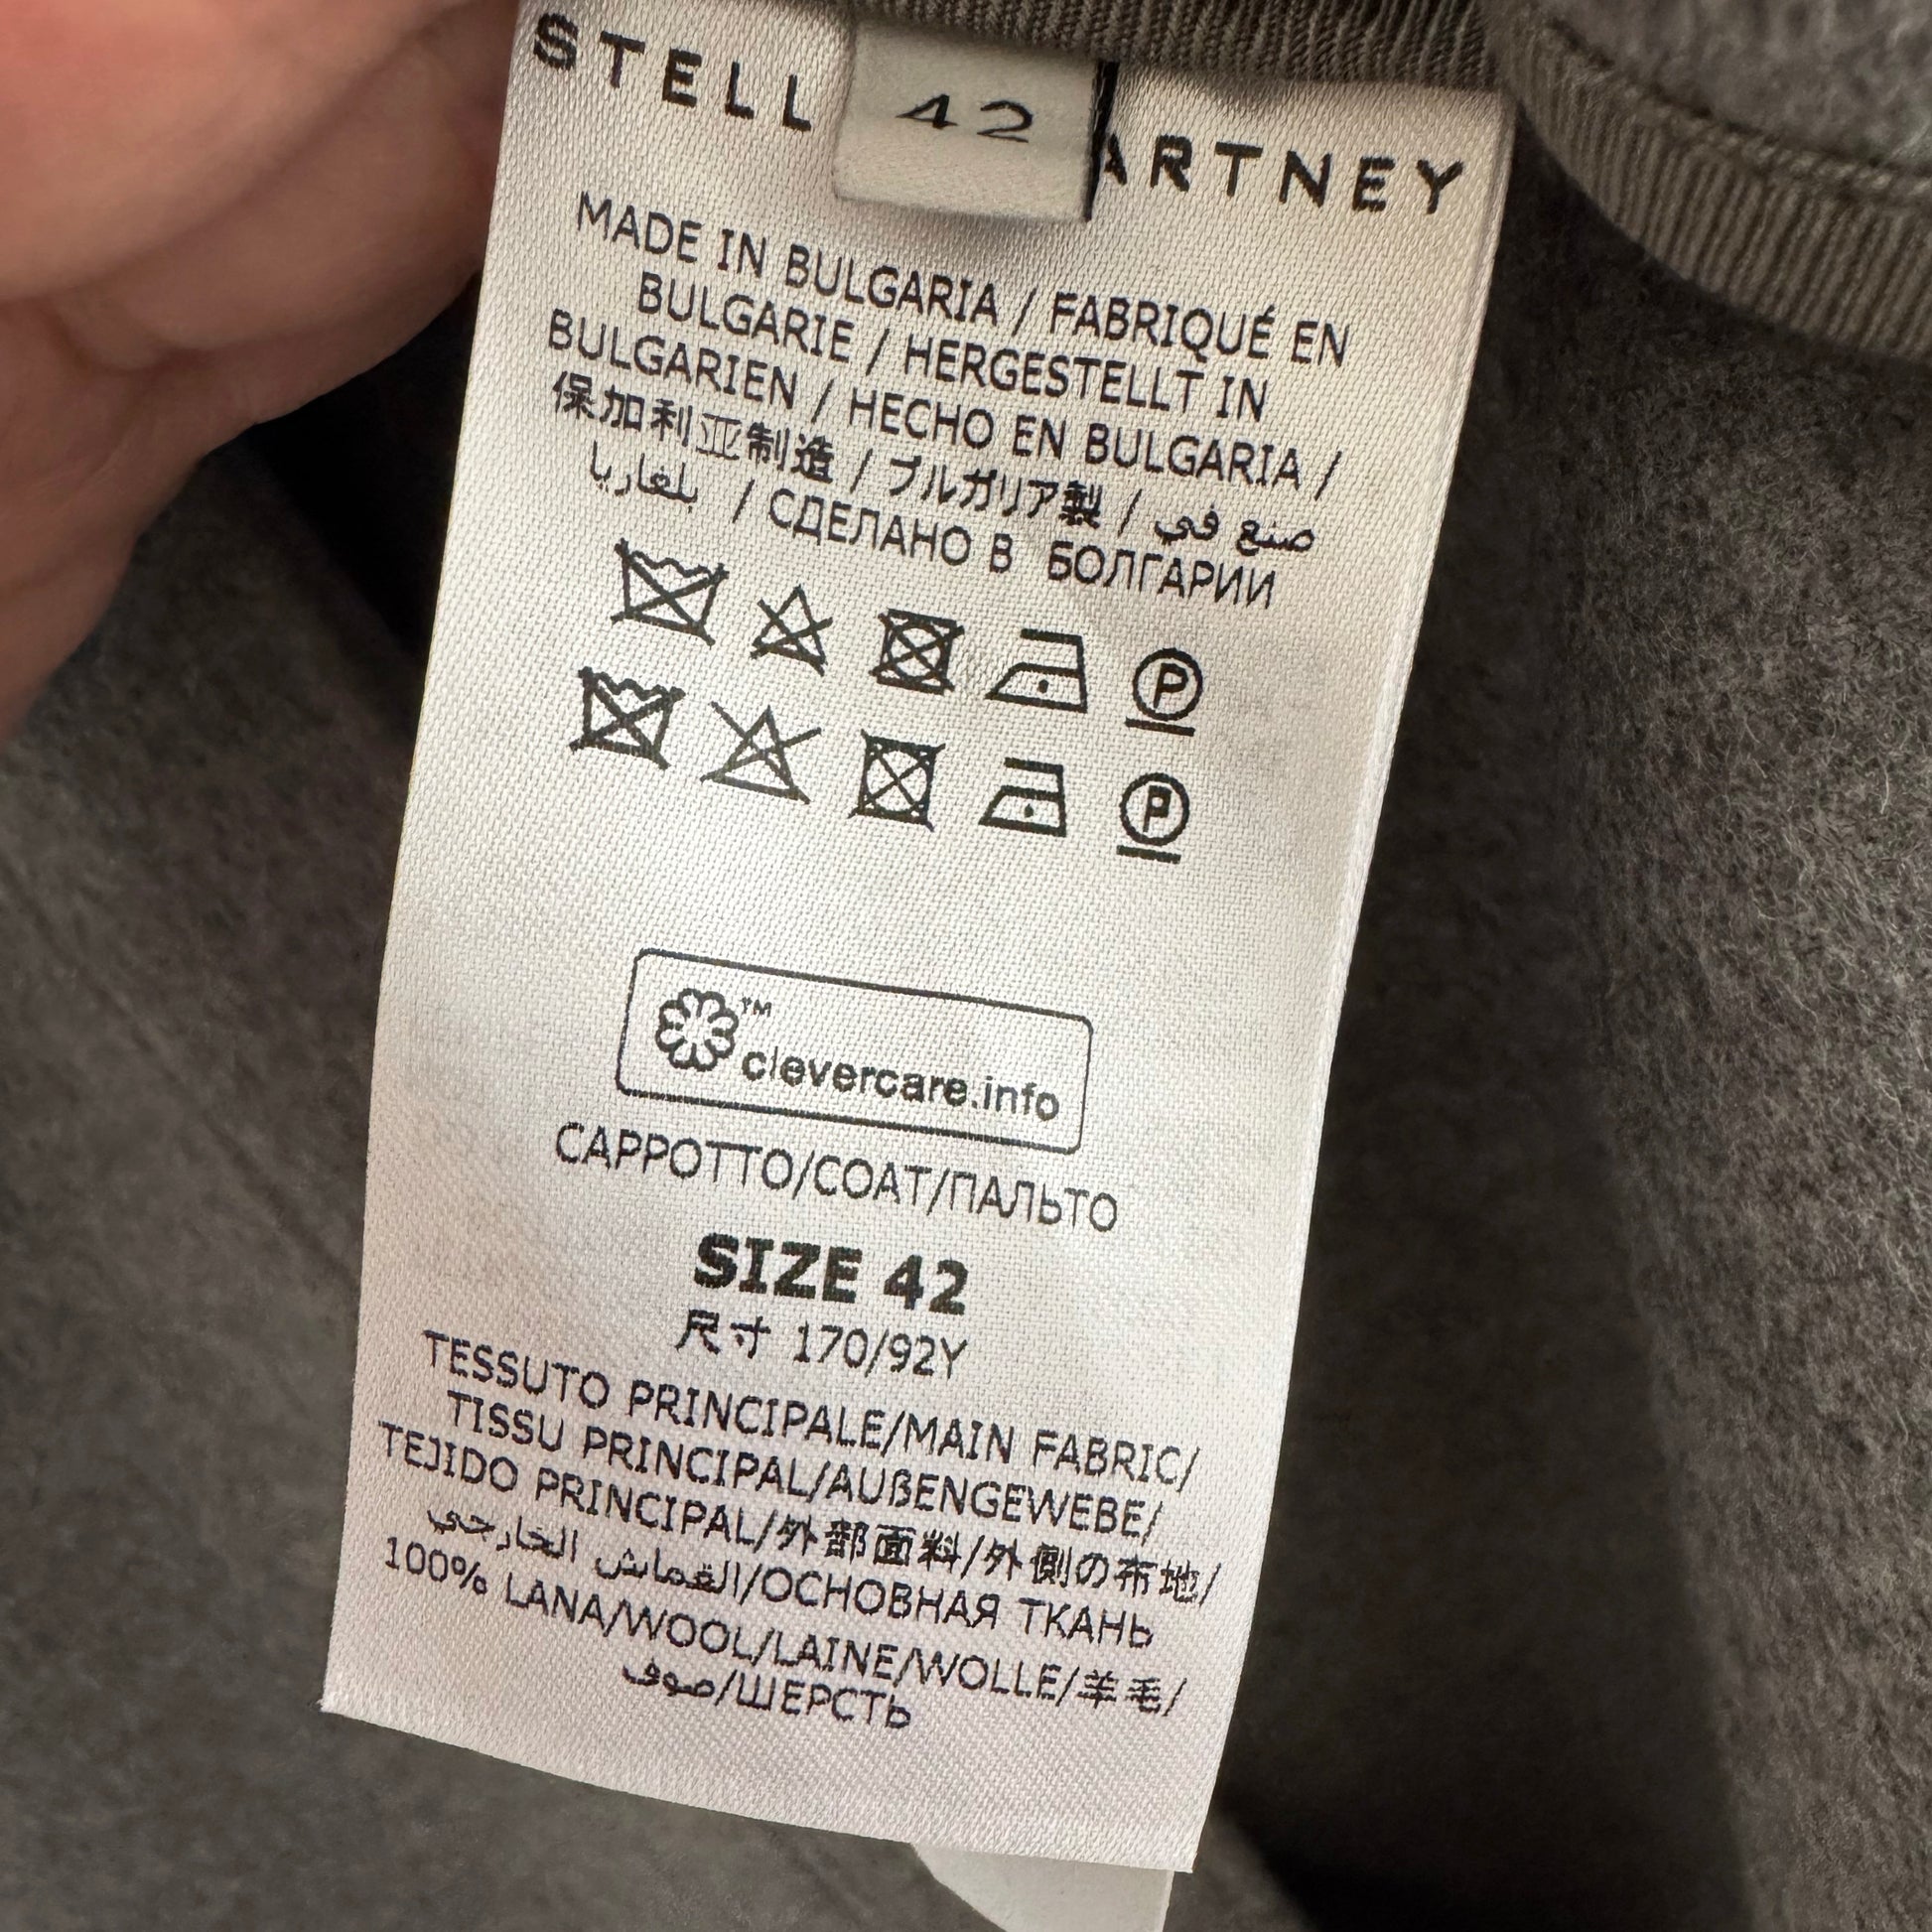 STELL 42 ARTNEY
MADE IN BULGARIA / FABRIQUÉ EN
BULGARIE / HERGESTELLT IN
BULGARIEN / HECHO EN BULGARIA /
保加利亚制造 / ブルガリア製 / صنع في
بلغاريا / СДЕЛАНО В БОЛГАРИИ
P
P
™
clevercare.info
CAPPOTTO/COAT/ПАЛЬТО
SIZE 42
尺寸 170/92Y
TESSUTO PRINCIPALE/MAIN FABRIC/
TISSU PRINCIPAL/AUßENGEWEBE/
TEJIDO PRINCIPAL/外部面料/外側の布地/
القماش الخارجي/ОСНОВНАЯ ТКАНЬ
100% LANA/WOOL/LAINE/WOLLE/羊毛/
صوف/ШЕРСТЬ